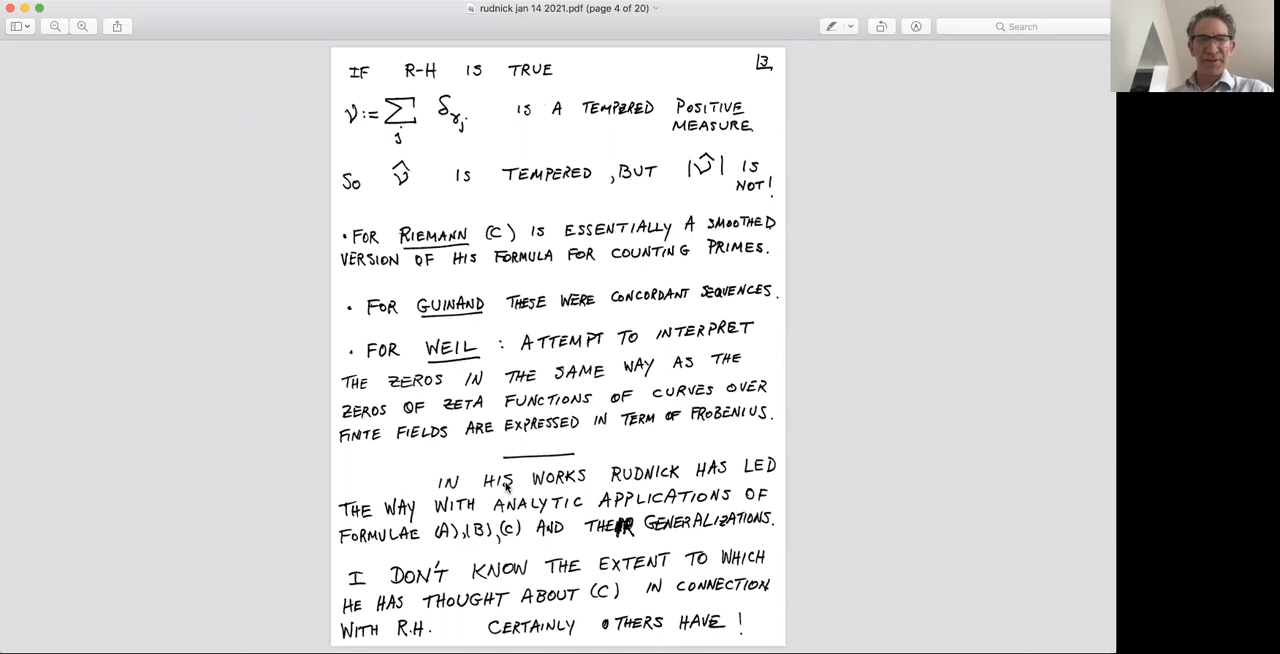 rudnick jan 14 2021.pdf (page 4 of 20)
Search
3
IF R-H IS TRUE
ν := ∑ δ_γj IS A TEMPERED POSITIVE
j MEASURE.
SO ν̂ IS TEMPERED, BUT |ν̂| IS
NOT!
• FOR RIEMANN (C) IS ESSENTIALLY A SMOOTHED
VERSION OF HIS FORMULA FOR COUNTING PRIMES.
• FOR GUINAND THESE WERE CONCORDANT SEQUENCES.
• FOR WEIL : ATTEMPT TO INTERPRET
THE ZEROS IN THE SAME WAY AS THE
ZEROS OF ZETA FUNCTIONS OF CURVES OVER
FINITE FIELDS ARE EXPRESSED IN TERM OF FROBENIUS.
IN HIS WORKS RUDNICK HAS LED
THE WAY WITH ANALYTIC APPLICATIONS OF
FORMULAE (A),(B),(C) AND THEIR GENERALIZATIONS.
I DON'T KNOW THE EXTENT TO WHICH
HE HAS THOUGHT ABOUT (C) IN CONNECTION
WITH R.H. CERTAINLY OTHERS HAVE!